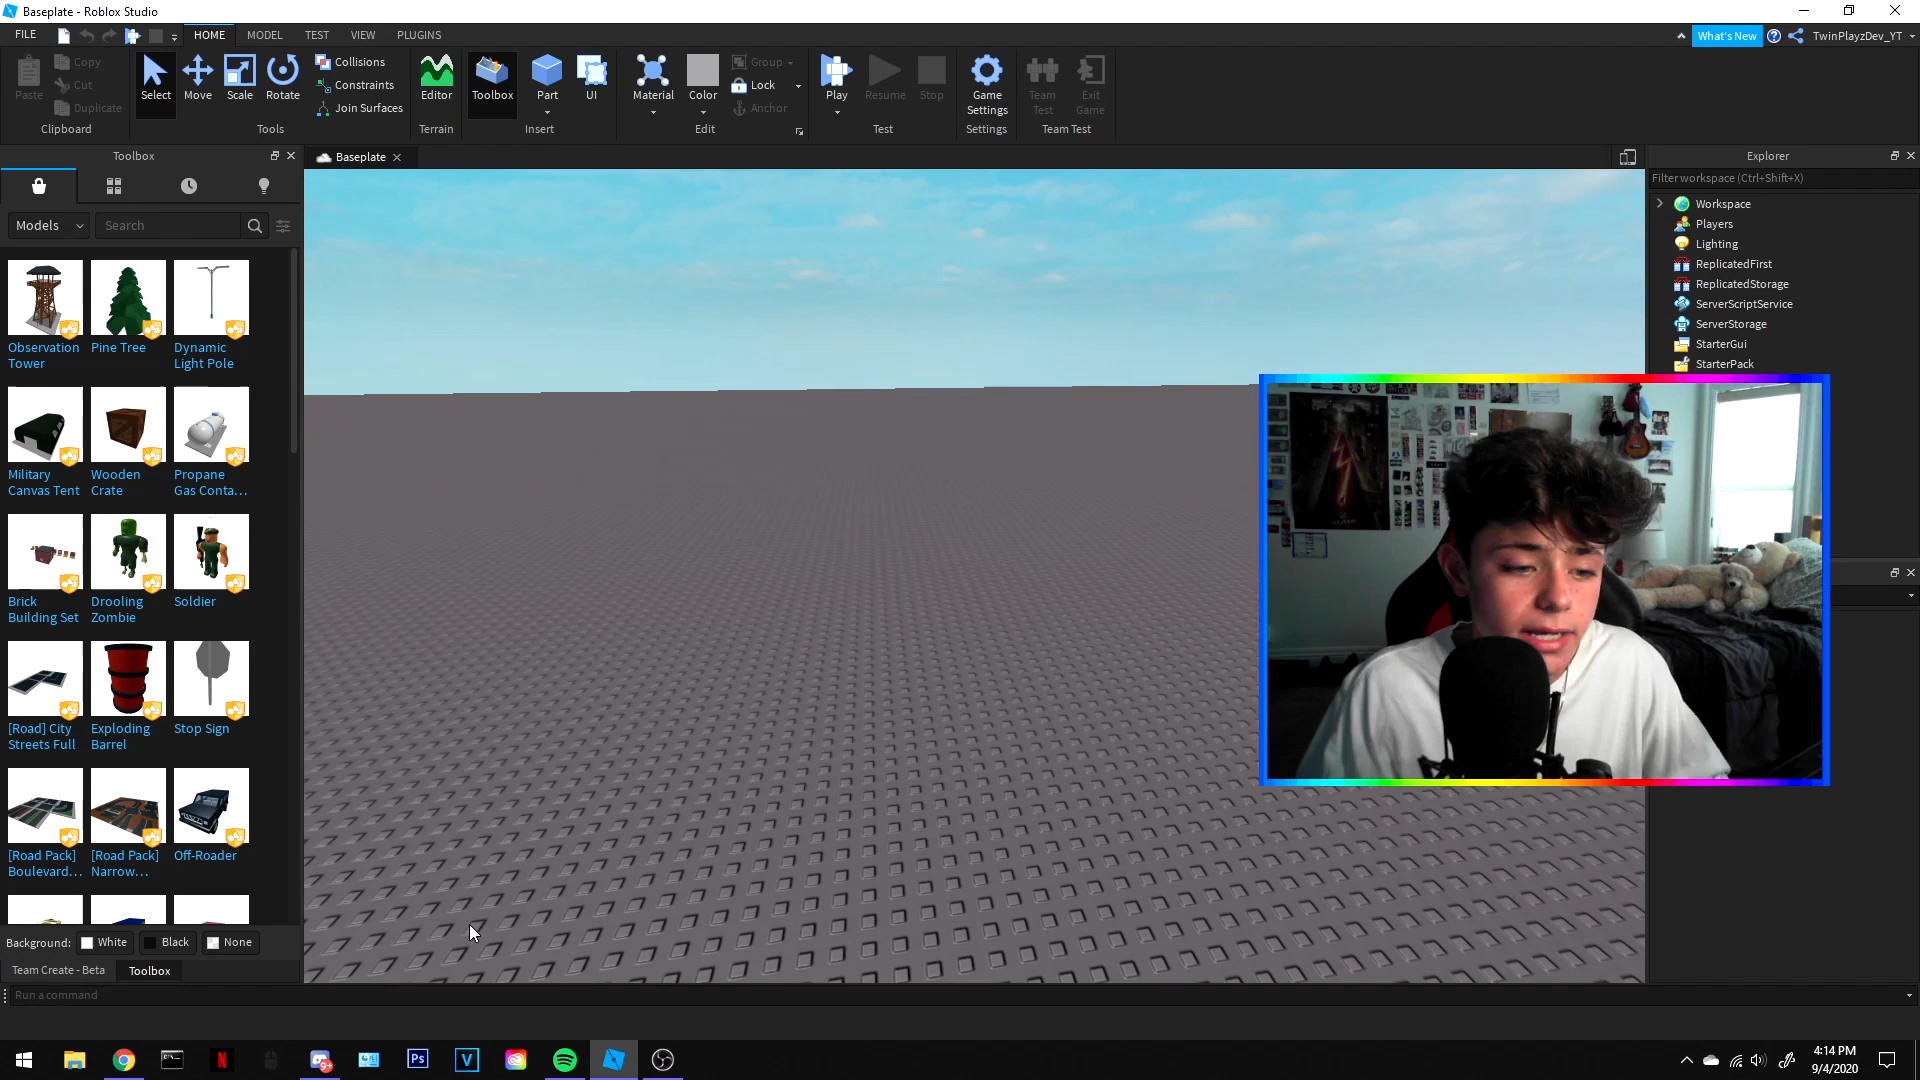 Baseplate - Roblox Studio
FILE
HOME
MODEL
TEST
VIEW
PLUGINS
What's New
TwinPlayzDev_YT
Paste
Copy
Cut
Duplicate
Clipboard
Select
Move
Scale
Rotate
Collisions
Constraints
Join Surfaces
Tools
Editor
Terrain
Toolbox
Part
UI
Insert
Material
Color
Group
Lock
Anchor
Edit
Play
Resume
Stop
Test
Game
Settings
Settings
Team
Test
Exit
Game
Team Test
Toolbox
Baseplate
Explorer
Models
Search
Filter workspace (Ctrl+Shift+X)
Workspace
Players
Lighting
ReplicatedFirst
ReplicatedStorage
ServerScriptService
ServerStorage
StarterGui
StarterPack
Observation
Tower
Pine Tree
Dynamic
Light Pole
Military
Canvas Tent
Wooden
Crate
Propane
Gas Conta...
Brick
Building Set
Drooling
Zombie
Soldier
[Road] City
Streets Full
Exploding
Barrel
Stop Sign
[Road Pack]
Boulevard...
[Road Pack]
Narrow...
Off-Roader
Background:
White
Black
None
Team Create - Beta
Toolbox
Run a command
9+
Ps
V
N
4:14 PM
9/4/2020